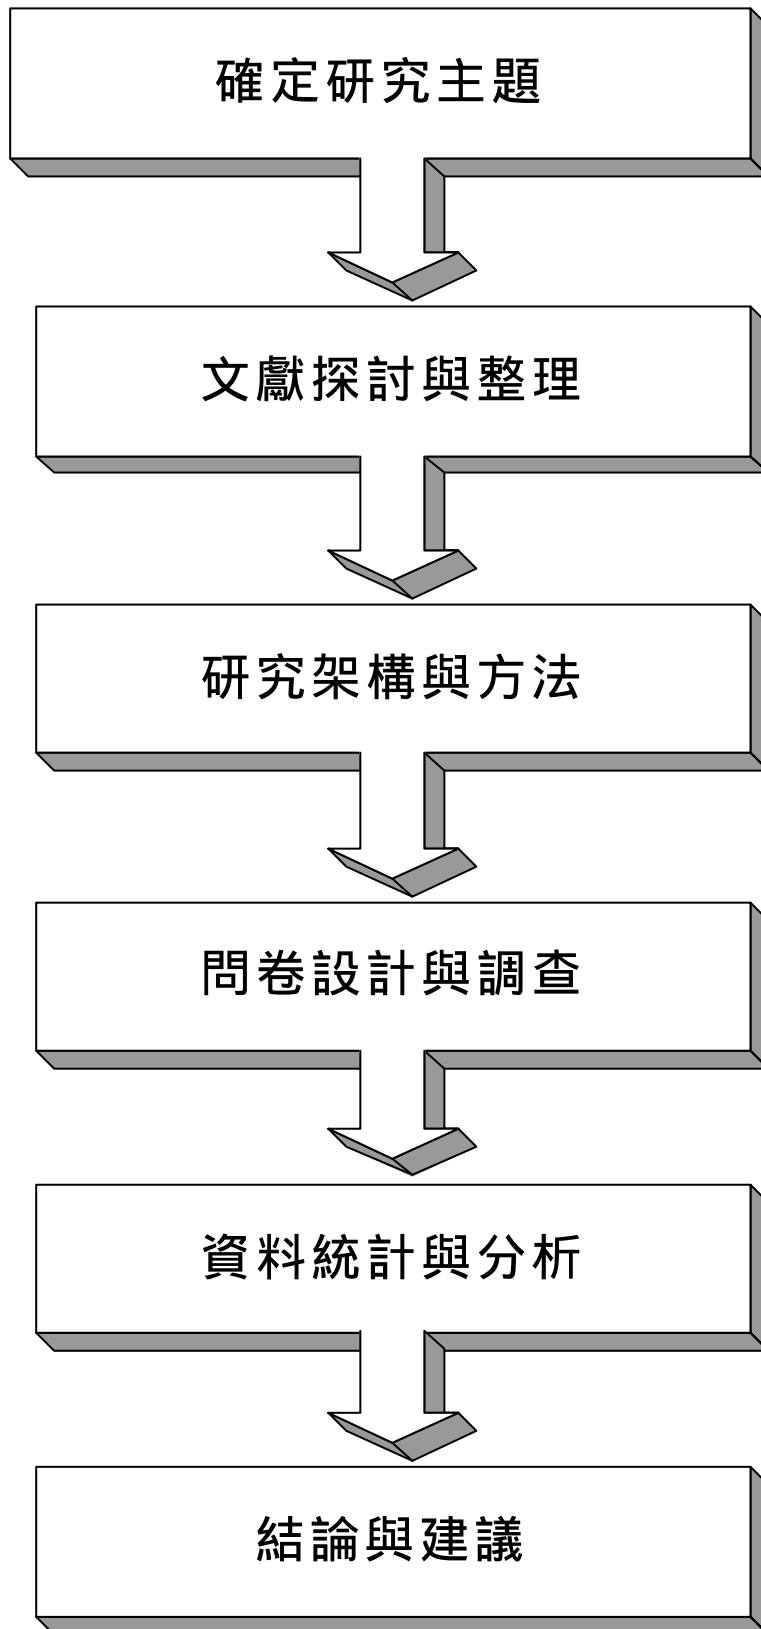 確定研究主題
文獻探討與整理
研究架構與方法
問卷設計與調查
資料統計與分析
結論與建議